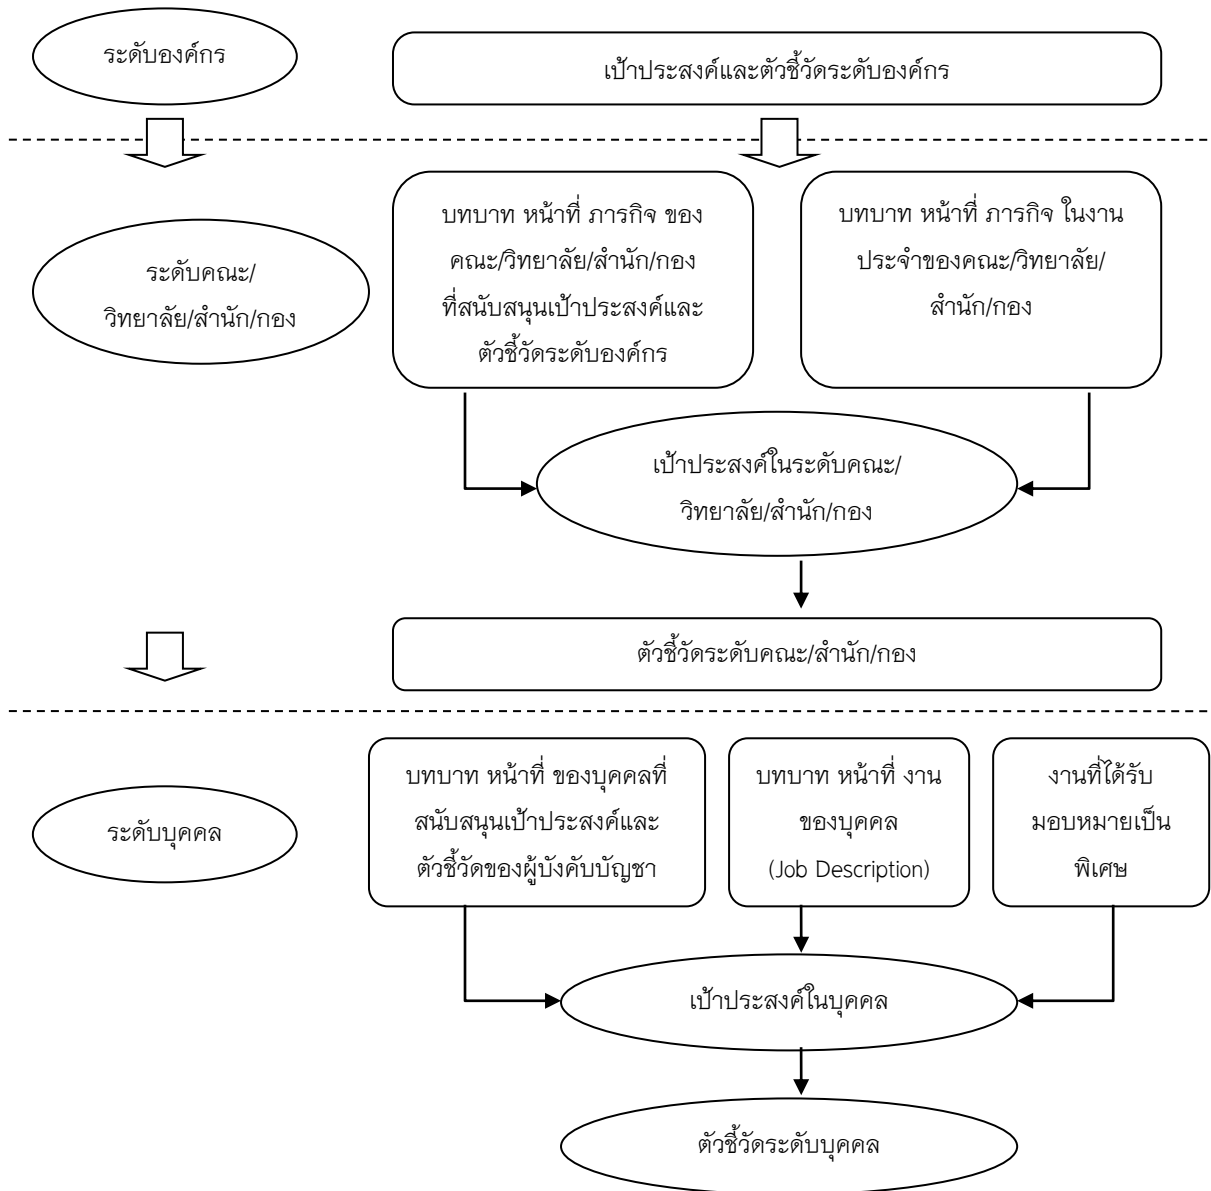 ระดับองค์กร
เป้าประสงค์และตัวชี้วัดระดับองค์กร
ระดับคณะ/
วิทยาลัย/สำนัก/กอง
บทบาท หน้าที่ ภารกิจ ของ
คณะ/วิทยาลัย/สำนัก/กอง
ที่สนับสนุนเป้าประสงค์และ
ตัวชี้วัดระดับองค์กร
บทบาท หน้าที่ ภารกิจ ในงาน
ประจำของคณะ/วิทยาลัย/
สำนัก/กอง
เป้าประสงค์ในระดับคณะ/
วิทยาลัย/สำนัก/กอง
ตัวชี้วัดระดับคณะ/สำนัก/กอง
ระดับบุคคล
บทบาท หน้าที่ ของบุคคลที่
สนับสนุนเป้าประสงค์และ
ตัวชี้วัดของผู้บังคับบัญชา
บทบาท หน้าที่ งาน
ของบุคคล
(Job Description)
งานที่ได้รับ
มอบหมายเป็น
พิเศษ
เป้าประสงค์ในบุคคล
ตัวชี้วัดระดับบุคคล